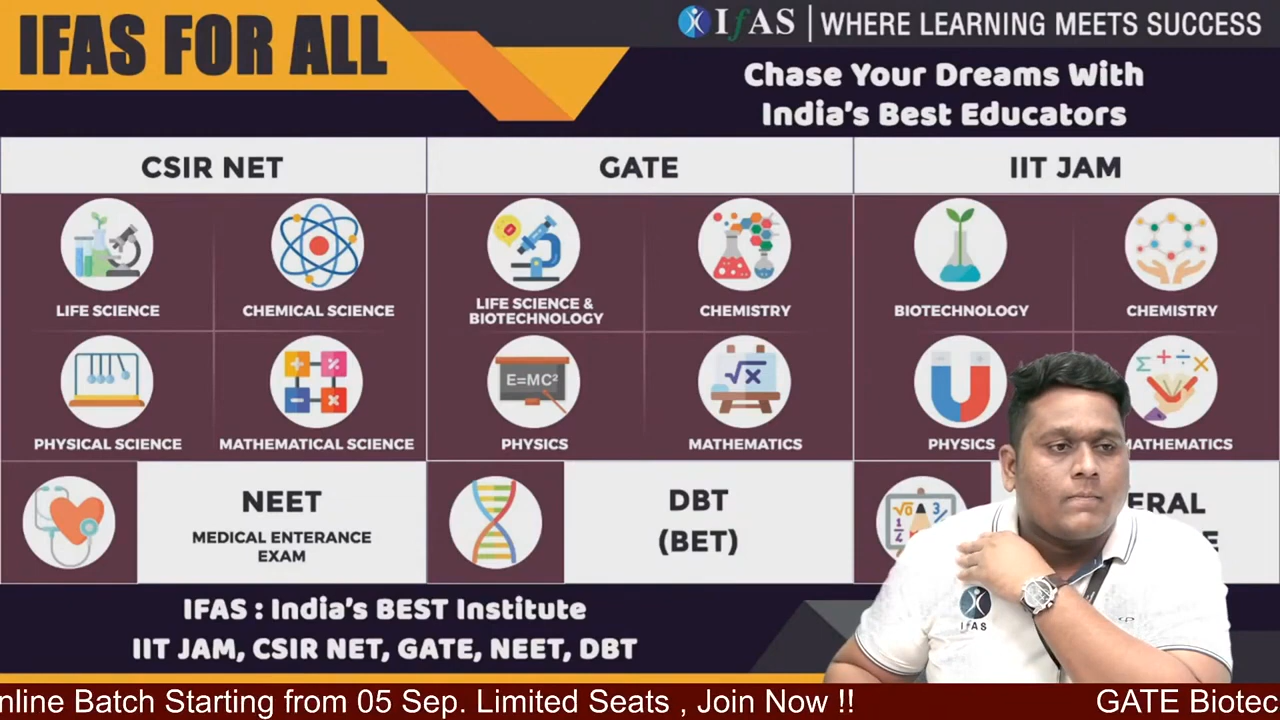 IFAS FOR ALL
IfAS | WHERE LEARNING MEETS SUCCESS
Chase Your Dreams With
India's Best Educators
CSIR NET
GATE
IIT JAM
LIFE SCIENCE
CHEMICAL SCIENCE
LIFE SCIENCE &
BIOTECHNOLOGY
CHEMISTRY
BIOTECHNOLOGY
CHEMISTRY
E=MC²
√x
PHYSICAL SCIENCE
MATHEMATICAL SCIENCE
PHYSICS
MATHEMATICS
PHYSICS
MATHEMATICS
NEET
MEDICAL ENTERANCE
EXAM
DBT
(BET)
ERAL
IFAS : India's BEST Institute
IIT JAM, CSIR NET, GATE, NEET, DBT
IfAS
nline Batch Starting from 05 Sep. Limited Seats , Join Now !!
GATE Biotec